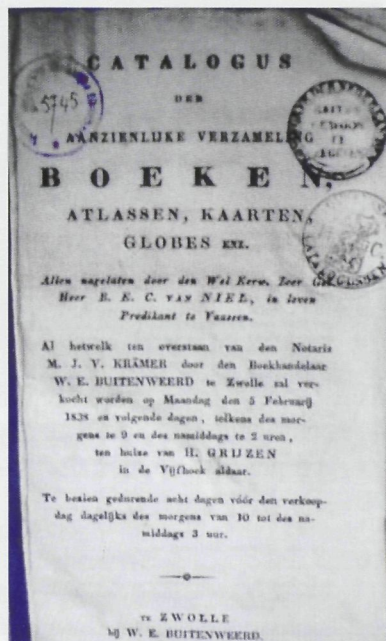 CATALOGUS
DER
AANZIENLIJKE VERZAMELING
BOEKEN,
ATLASSEN, KAARTEN,
GLOBES ENZ.
Allen nagelaten door den Wel Eerw. Zeer Gel.
Heer B. E. C. VAN NIEL, in leven
Predikant te Vaassen.
Al hetwelk ten overstaan van den Notaris
M. J. V. KRÄMER door den Boekhandelaar
W. E. BUITENWEERD te Zwolle zal ver-
kocht worden op Maandag den 5 Februarij
1838 en volgende dagen, telkens des mor-
gens te 9 en des namiddags te 2 uren,
ten huize van H. GRIJZEN
in de Vijfhoek aldaar.
Te bezien gedurende acht dagen vóór den verkoop-
dag dagelijks des morgens van 10 tot des na-
middags 3 uur.
TE ZWOLLE
bij W. E. BUITENWEERD.
5745